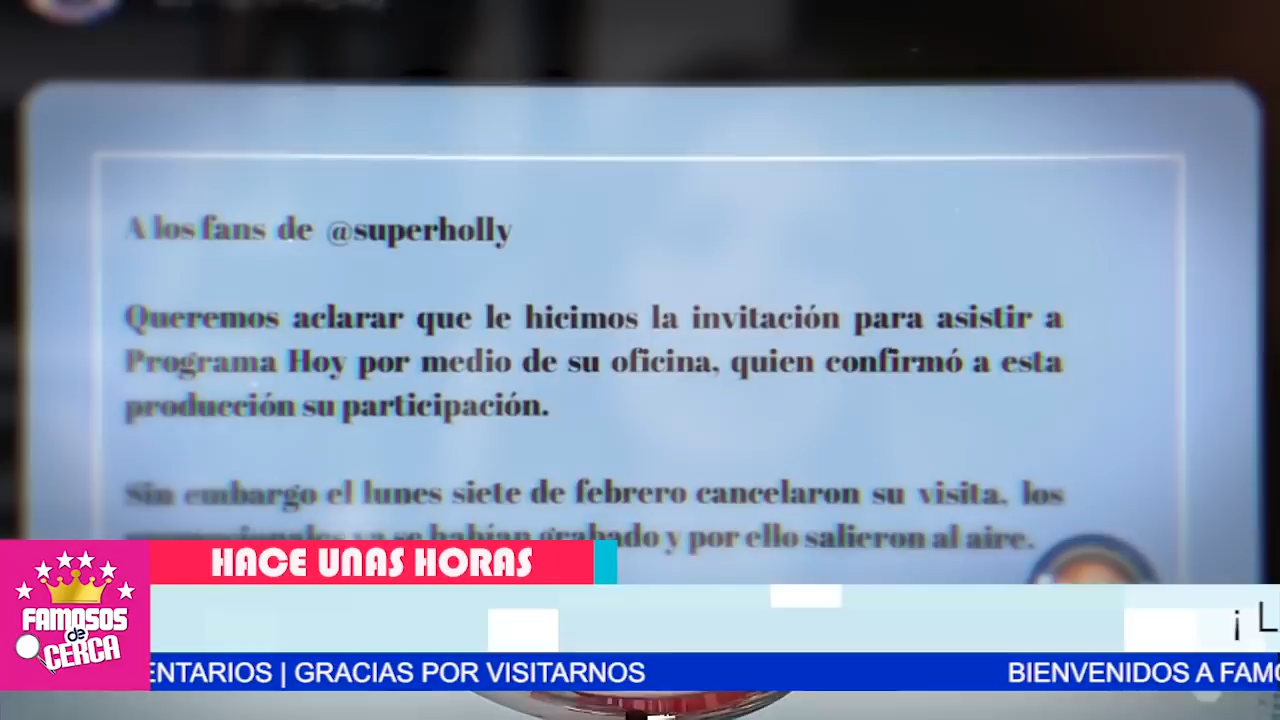 A los fans de @superholly
Queremos aclarar que le hicimos la invitación para asistir a
Programa Hoy por medio de su oficina, quien confirmó a esta
producción su participación.
Sin embargo el lunes siete de febrero cancelaron su visita, los
ya se habían grabado y por ello salieron al aire.
HACE UNAS HORAS
FAMOSOS
de
CERCA
¡ L
ENTARIOS | GRACIAS POR VISITARNOS BIENVENIDOS A FAMO